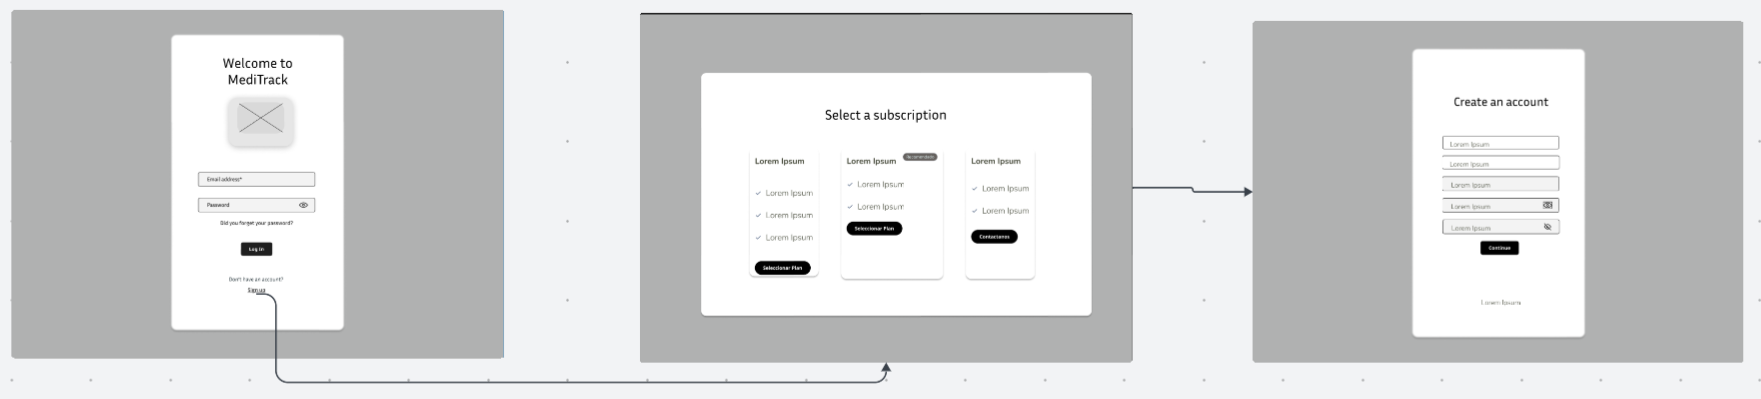 Welcome to
MediTrack
Email address*
Password
Did you forget your password?
Log in
Don't have an account?
Sign up
Select a subscription
Lorem Ipsum
Lorem Ipsum
Lorem Ipsum
Lorem Ipsum
Seleccionar Plan
Lorem Ipsum
Lorem Ipsum
Lorem Ipsum
Seleccionar Plan
Lorem Ipsum
Lorem Ipsum
Lorem Ipsum
Contactanos
Create an account
Lorem Ipsum
Lorem Ipsum
Lorem Ipsum
Lorem Ipsum
Lorem Ipsum
Continue
Lorem Ipsum